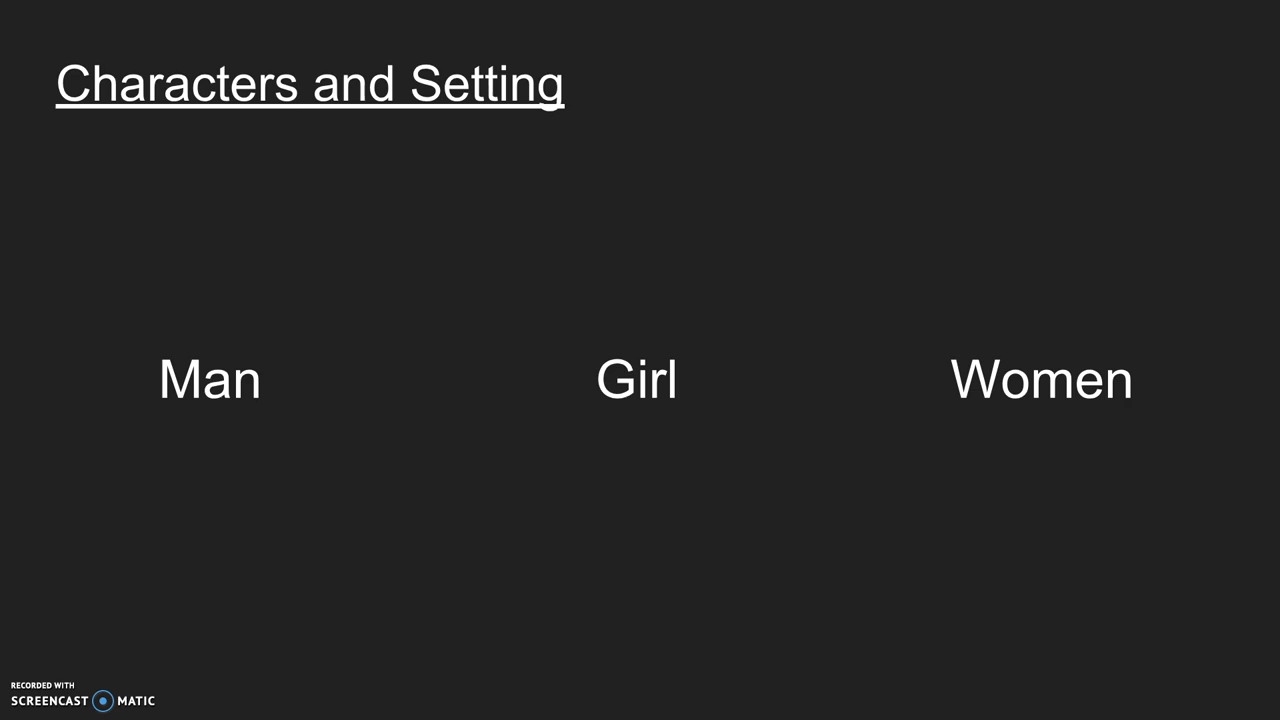 Characters and Setting
Man Girl Women
RECORDED WITH
SCREENCAST MATIC